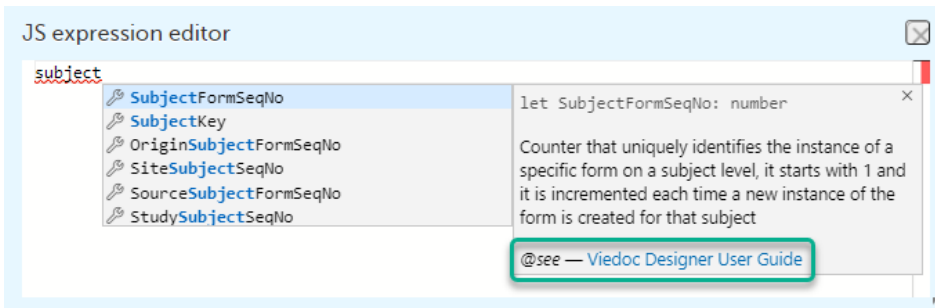 JS expression editor
subject
SubjectFormSeqNo
SubjectKey
OriginSubjectFormSeqNo
SiteSubjectSeqNo
SourceSubjectFormSeqNo
StudySubjectSeqNo
let SubjectFormSeqNo: number
Counter that uniquely identifies the instance of a
specific form on a subject level, it starts with 1 and
it is incremented each time a new instance of the
form is created for that subject
@see — Viedoc Designer User Guide